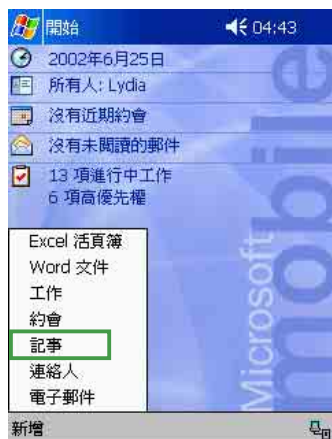 開始 04:43
2002年6月25日
所有人: Lydia
沒有近期約會
沒有未閱讀的郵件
13 項進行中工作
6 項高優先權
Excel 活頁簿
Word 文件
工作
約會
記事
連絡人
電子郵件
新增
Microsoft
mobile